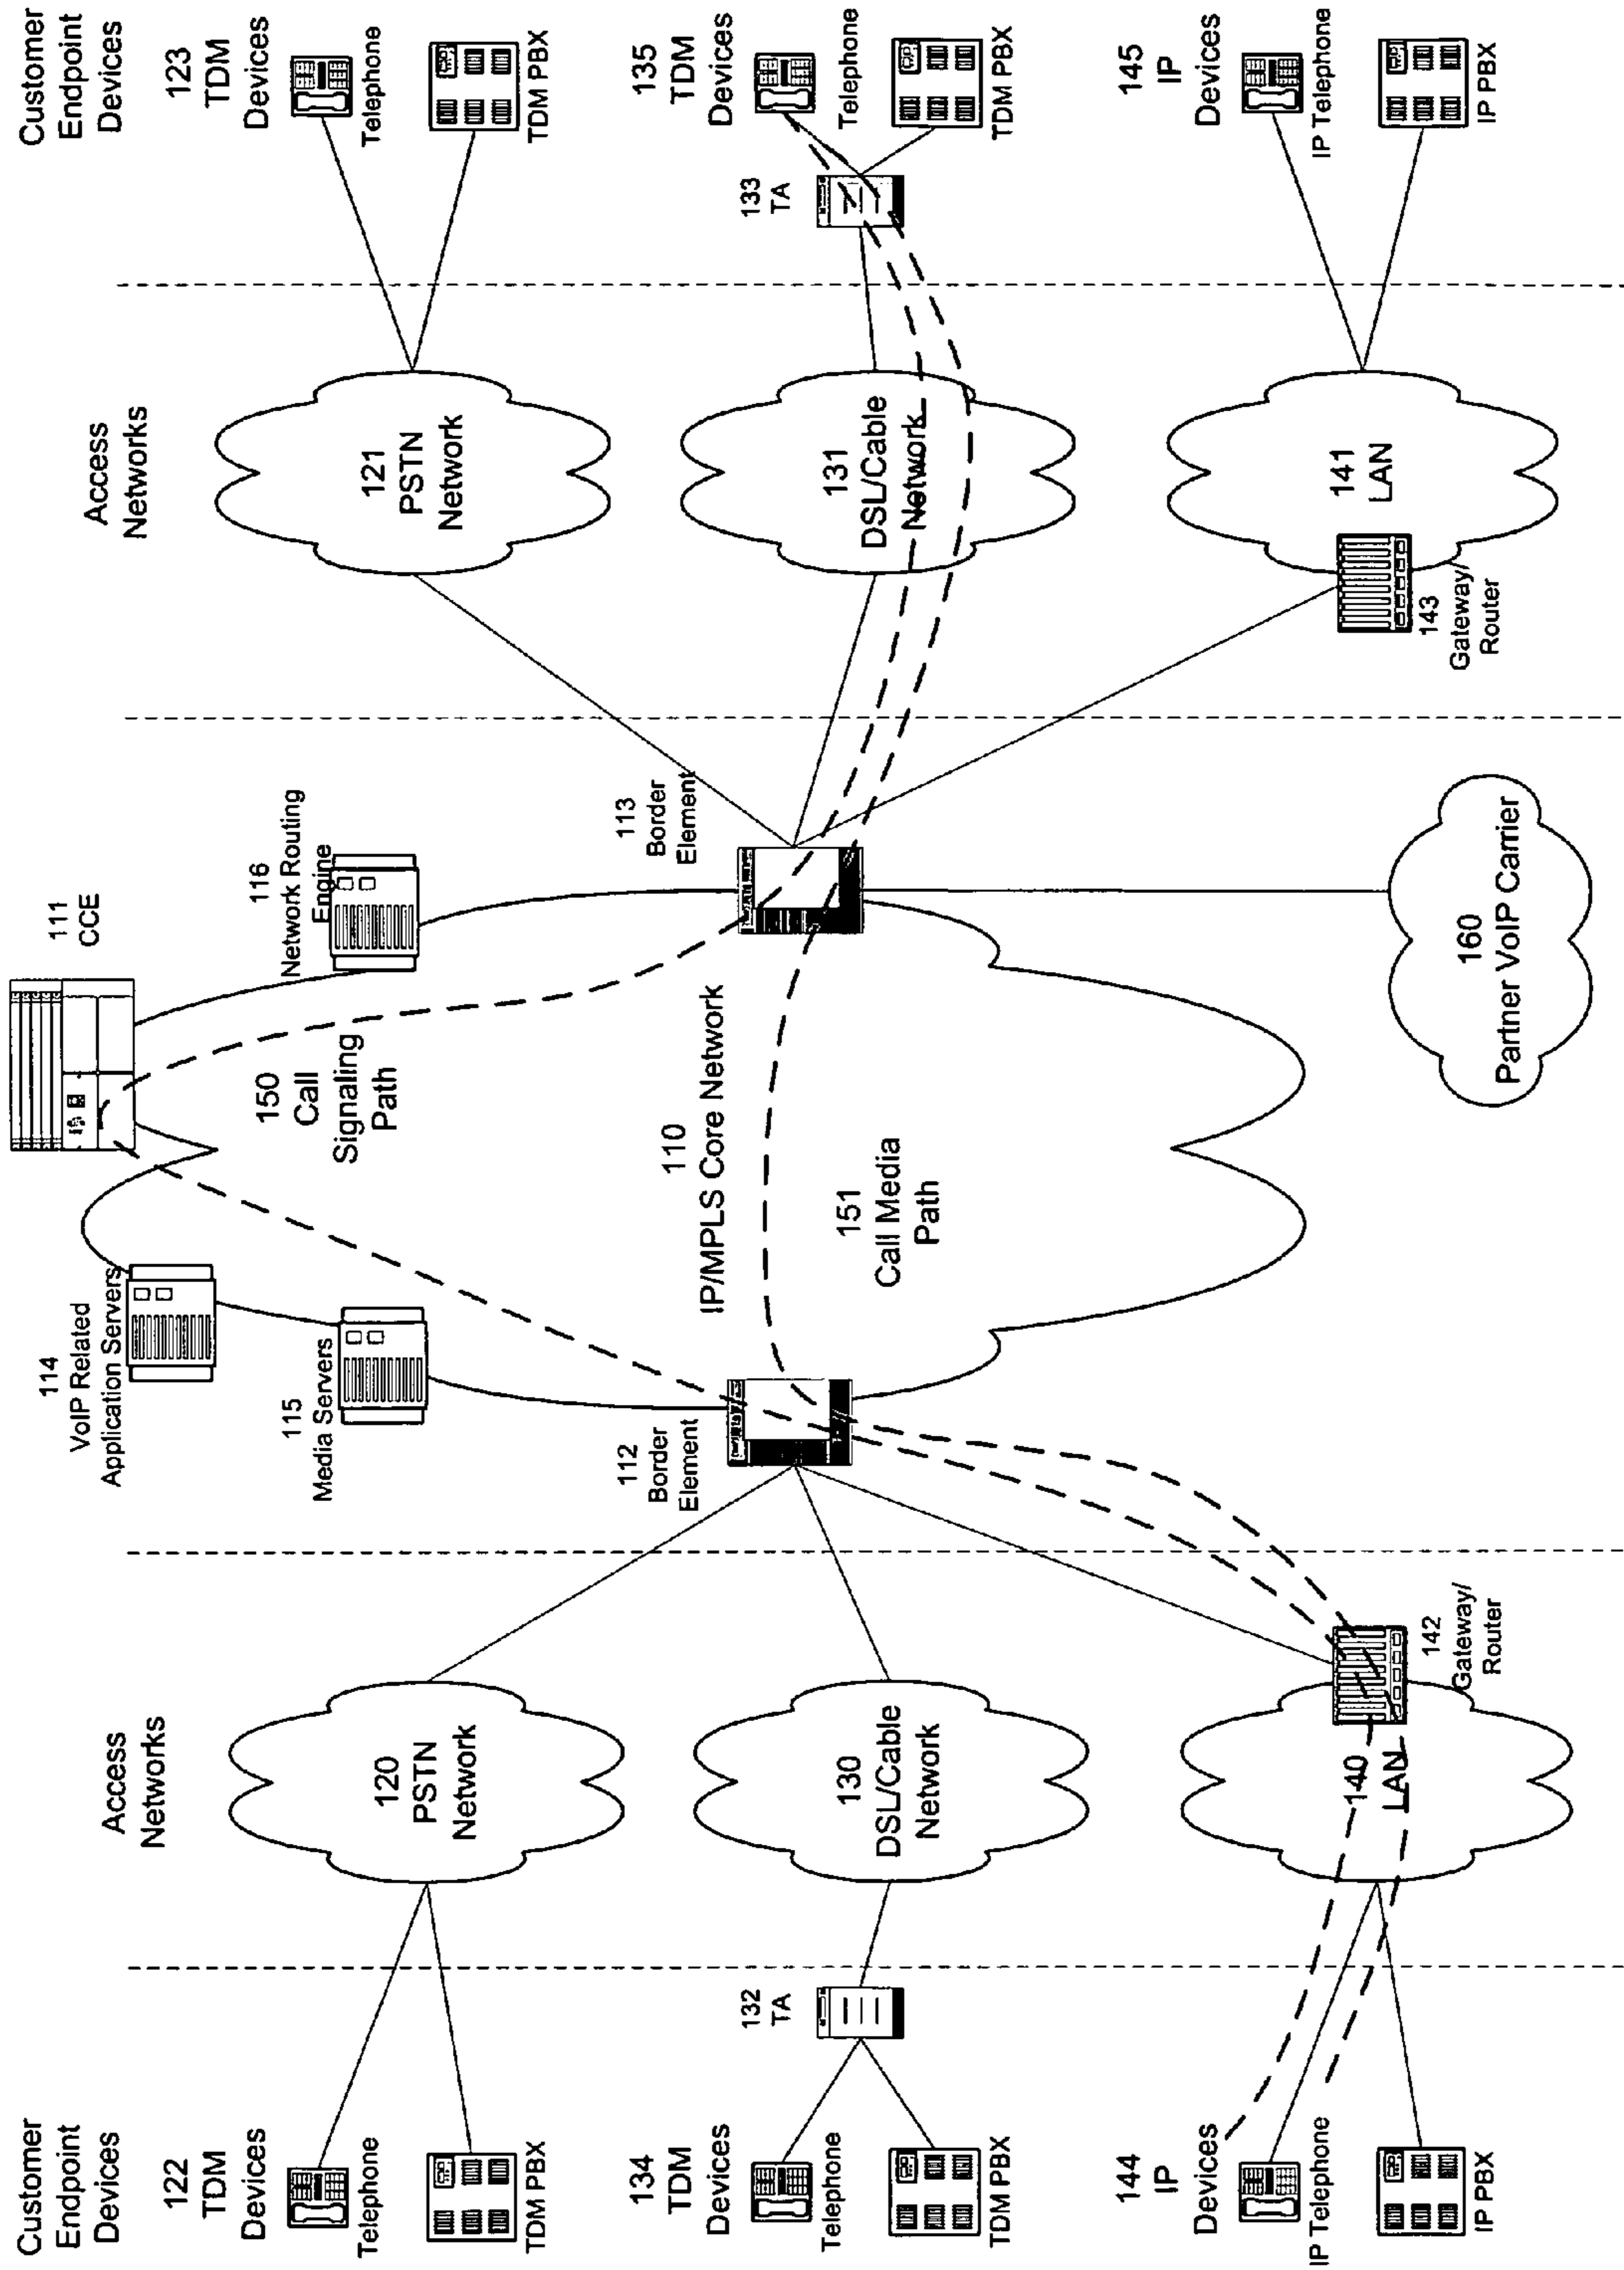 Customer
Endpoint
Devices
Access
Networks
Access
Networks
Customer
Endpoint
Devices
114
VoIP Related
Application Servers
111
CCE
116
Network Routing
Engine
115
Media Servers
150
Call
Signaling
Path
122
TDM
Devices
Telephone
TDM PBX
120
PSTN
Network
121
PSTN
Network
123
TDM
Devices
Telephone
TDM PBX
112
Border
Element
110
IP/MPLS Core Network
113
Border
Element
134
TDM
Devices
Telephone
TDM PBX
132
TA
130
DSL/Cable
Network
151
Call Media
Path
131
DSL/Cable
Network
133
TA
135
TDM
Devices
Telephone
TDM PBX
144
IP
Devices
IP Telephone
IP PBX
140
LAN
142
Gateway/
Router
160
Partner VoIP Carrier
143
Gateway/
Router
141
LAN
145
IP
Devices
IP Telephone
IP PBX